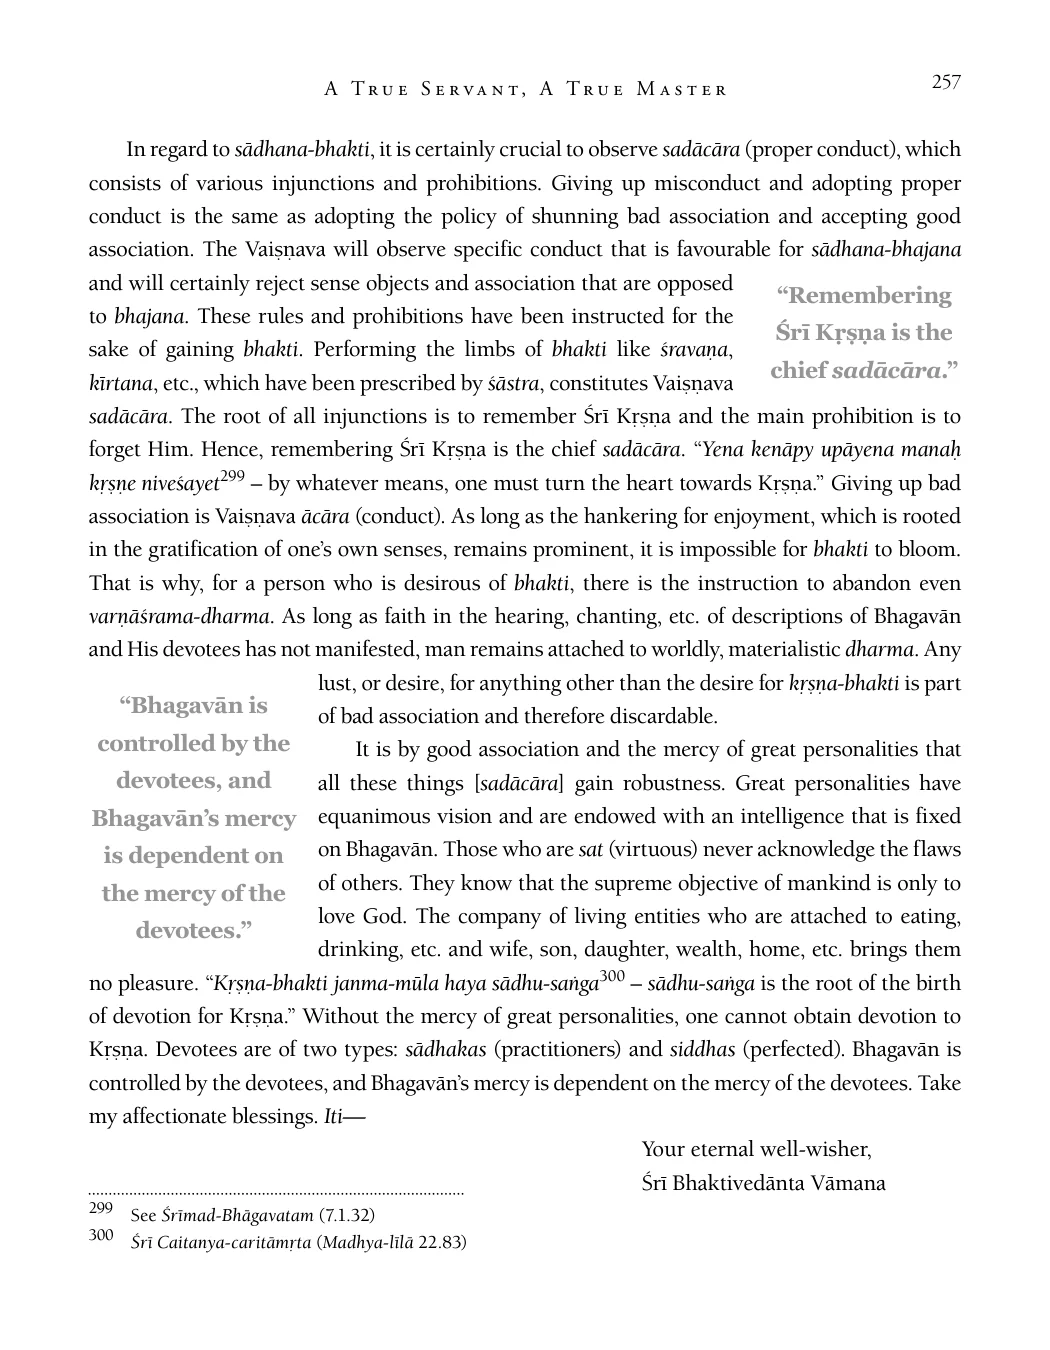 A True Servant, A True Master
257
In regard to sādhana-bhakti, it is certainly crucial to observe sadācāra (proper conduct), which
consists of various injunctions and prohibitions. Giving up misconduct and adopting proper
conduct is the same as adopting the policy of shunning bad association and accepting good
association. The Vaiṣṇava will observe specific conduct that is favourable for sādhana-bhajana
and will certainly reject sense objects and association that are opposed
to bhajana. These rules and prohibitions have been instructed for the
sake of gaining bhakti. Performing the limbs of bhakti like śravaṇa,
kīrtana, etc., which have been prescribed by śāstra, constitutes Vaiṣṇava
“Remembering
Śrī Kṛṣṇa is the
chief sadācāra.”
sadācāra. The root of all injunctions is to remember Śrī Kṛṣṇa and the main prohibition is to
forget Him. Hence, remembering Śrī Kṛṣṇa is the chief sadācāra. “Yena kenāpy upāyena manaḥ
kṛṣṇe niveśayet299 – by whatever means, one must turn the heart towards Kṛṣṇa.” Giving up bad
association is Vaiṣṇava ācāra (conduct). As long as the hankering for enjoyment, which is rooted
in the gratification of one’s own senses, remains prominent, it is impossible for bhakti to bloom.
That is why, for a person who is desirous of bhakti, there is the instruction to abandon even
varṇāśrama-dharma. As long as faith in the hearing, chanting, etc. of descriptions of Bhagavān
and His devotees has not manifested, man remains attached to worldly, materialistic dharma. Any
lust, or desire, for anything other than the desire for kṛṣṇa-bhakti is part
of bad association and therefore discardable.
“Bhagavān is
controlled by the
devotees, and
Bhagavān’s mercy
is dependent on
the mercy of the
devotees.”
It is by good association and the mercy of great personalities that
all these things [sadācāra] gain robustness. Great personalities have
equanimous vision and are endowed with an intelligence that is fixed
on Bhagavān. Those who are sat (virtuous) never acknowledge the flaws
of others. They know that the supreme objective of mankind is only to
love God. The company of living entities who are attached to eating,
drinking, etc. and wife, son, daughter, wealth, home, etc. brings them
no pleasure. “Kṛṣṇa-bhakti janma-mūla haya sādhu-saṅga300 – sādhu-saṅga is the root of the birth
of devotion for Kṛṣṇa.” Without the mercy of great personalities, one cannot obtain devotion to
Kṛṣṇa. Devotees are of two types: sādhakas (practitioners) and siddhas (perfected). Bhagavān is
controlled by the devotees, and Bhagavān’s mercy is dependent on the mercy of the devotees. Take
my affectionate blessings. Iti—
Your eternal well-wisher,
Śrī Bhaktivedānta Vāmana
299 See Śrīmad-Bhāgavatam (7.1.32)
300 Śrī Caitanya-caritāmṛta (Madhya-līlā 22.83)